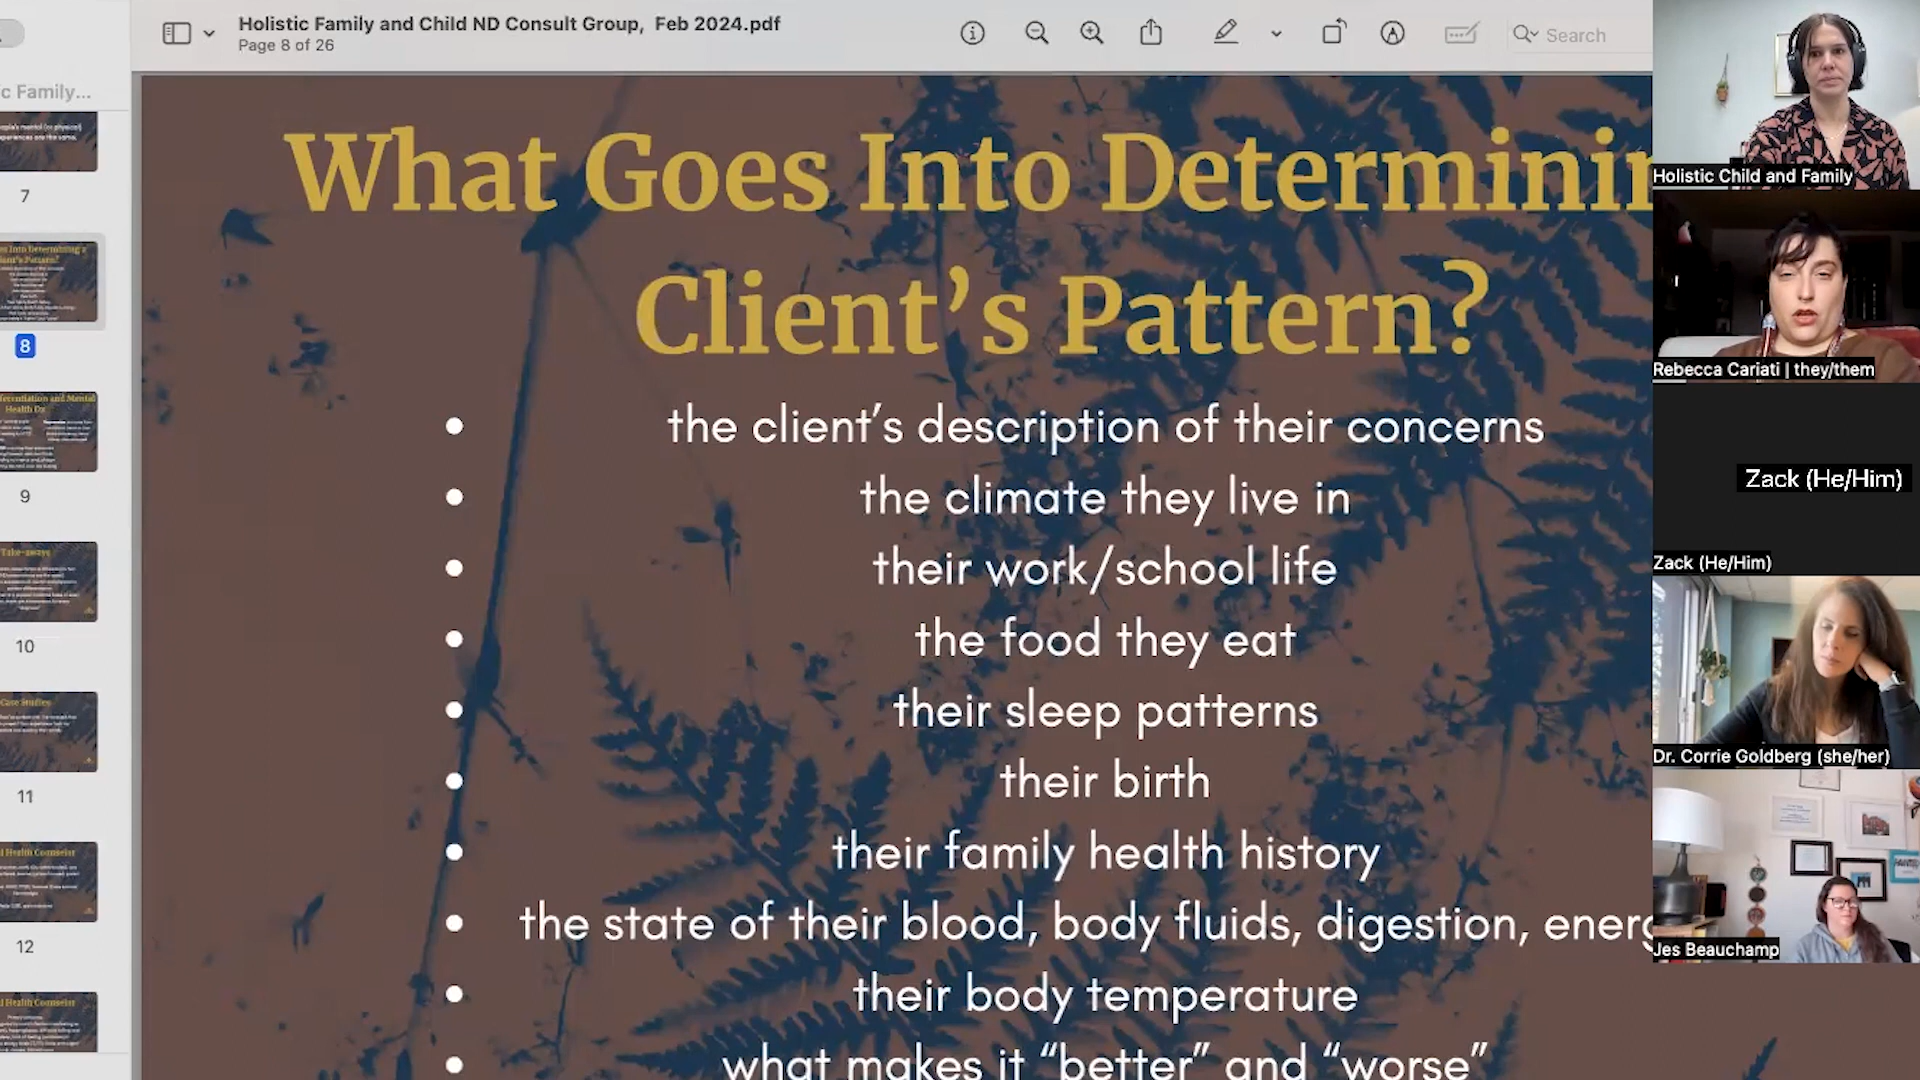 Holistic Family and Child ND Consult Group, Feb 2024.pdf
Page 8 of 26
Search
c Family...
7
8
9
10
Take-aways
11
Case Studies
12
What Goes Into Determinin
Client’s Pattern?
• the client’s description of their concerns
• the climate they live in
• their work/school life
• the food they eat
• their sleep patterns
• their birth
• their family health history
• the state of their blood, body fluids, digestion, energ
• their body temperature
• what makes it “better” and “worse”
Holistic Child and Family
Rebecca Cariati | they/them
Zack (He/Him)
Zack (He/Him)
Dr. Corrie Goldberg (she/her)
Jes Beauchamp